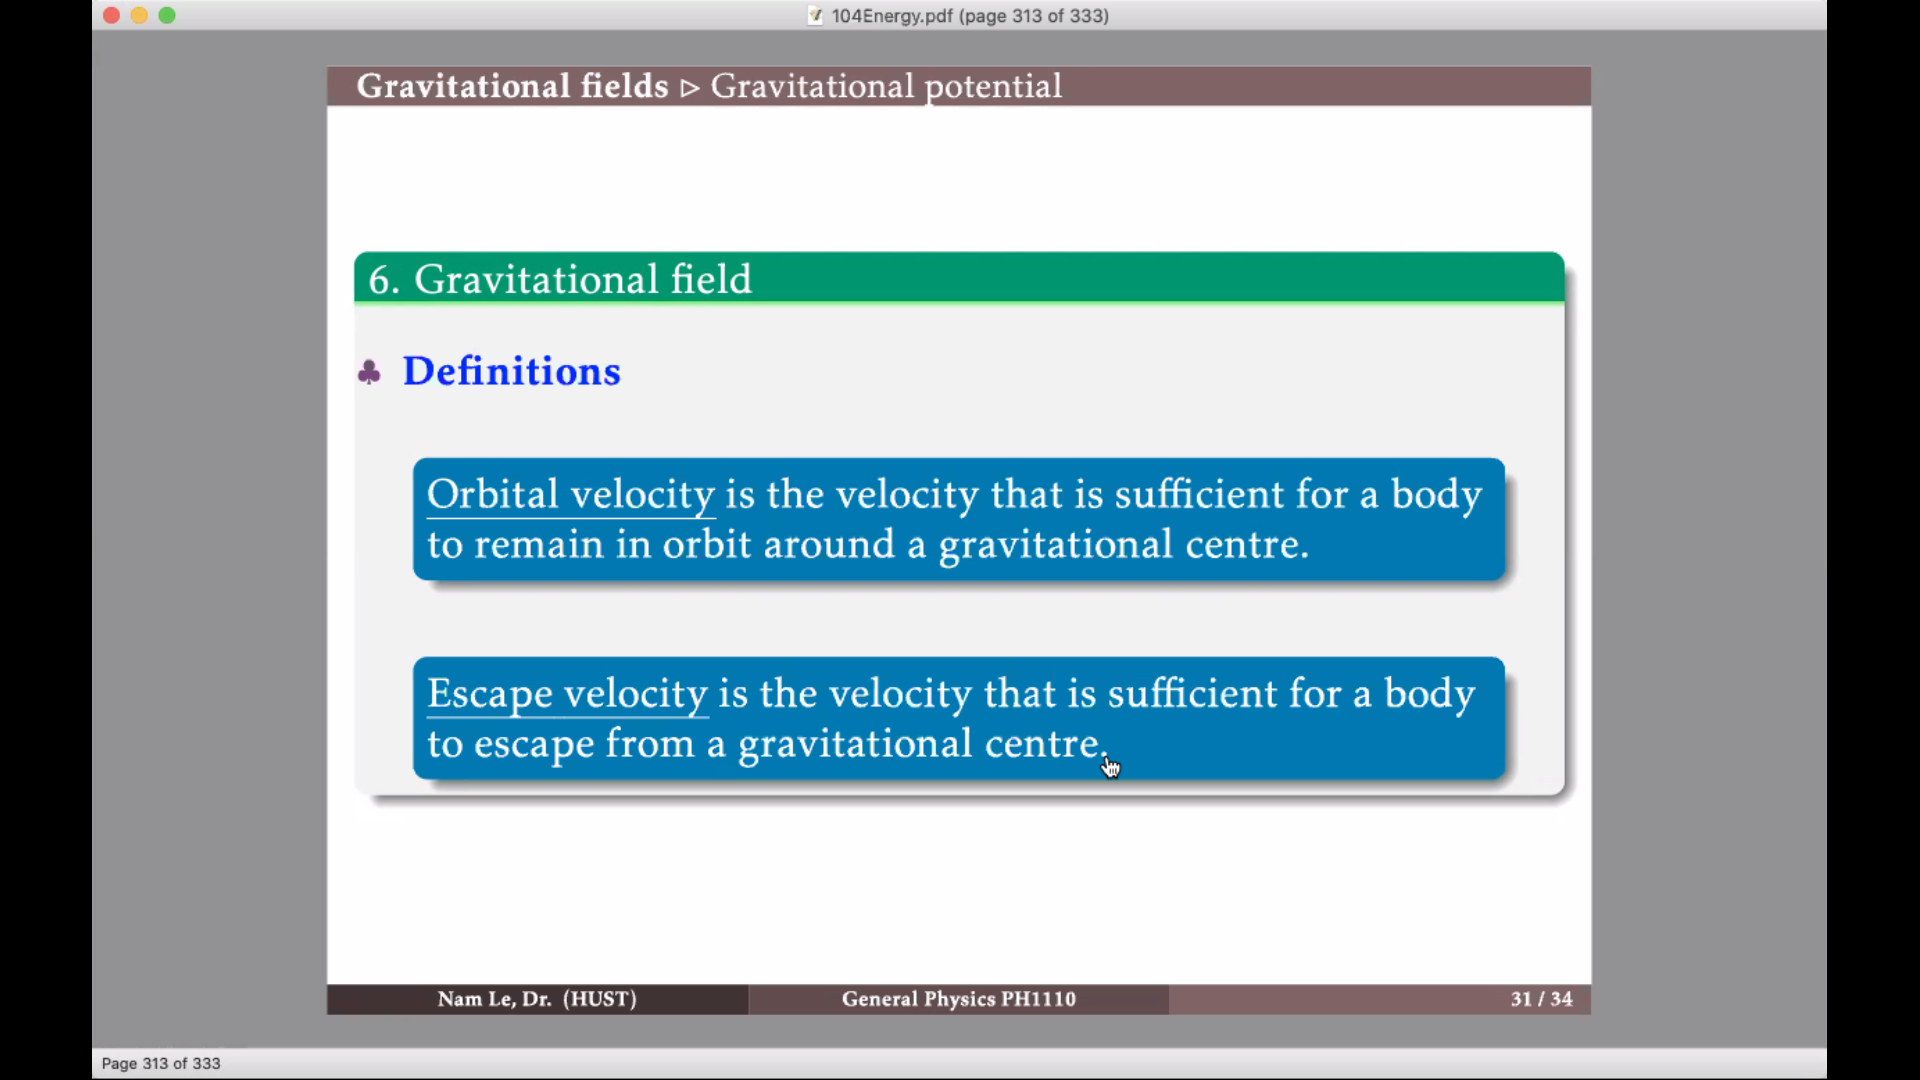 104Energy.pdf (page 313 of 333)
Gravitational fields ▷ Gravitational potential
6. Gravitational field
♣ Definitions
Orbital velocity is the velocity that is sufficient for a body
to remain in orbit around a gravitational centre.
Escape velocity is the velocity that is sufficient for a body
to escape from a gravitational centre.
Nam Le, Dr. (HUST) General Physics PH1110 31 / 34
Page 313 of 333